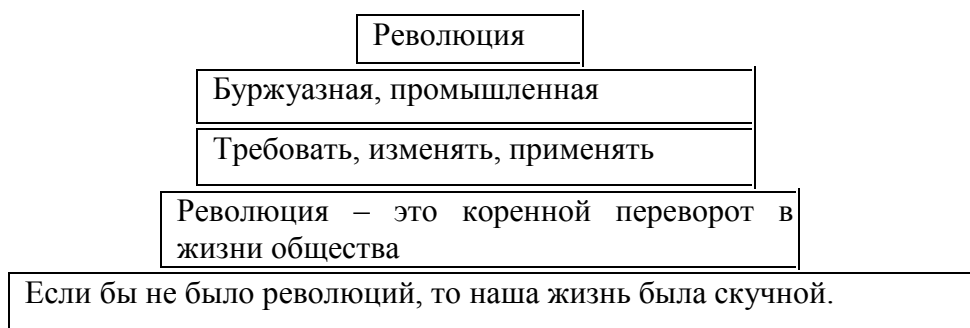 Революция
Буржуазная, промышленная
Требовать, изменять, применять
Революция – это коренной переворот в
жизни общества
Если бы не было революций, то наша жизнь была скучной.